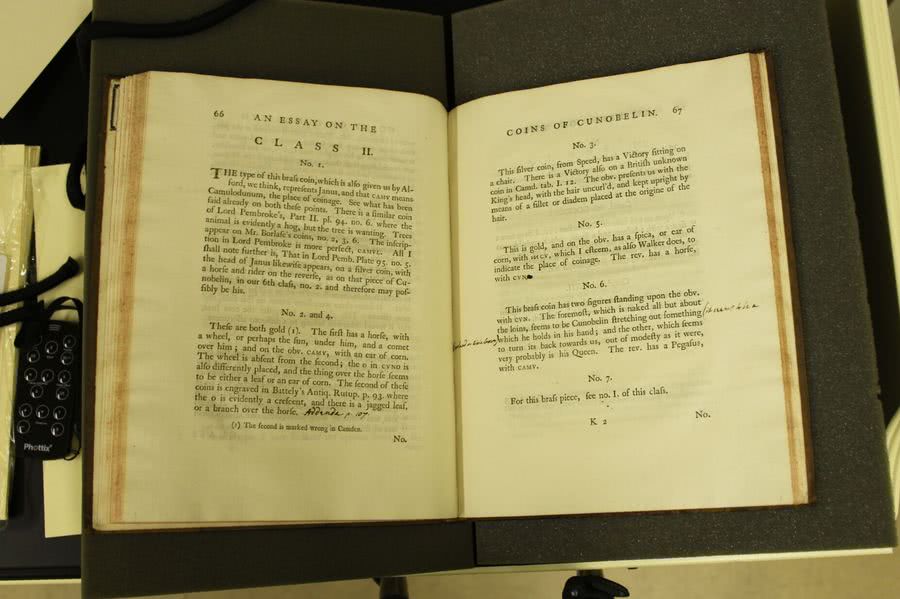 66
AN ESSAY ON THE
CLASS II.
No. 1.
THE type of this braſs coin, which is also given us by Al-
furd, we think, repreſents Janus, and that CAMV means
Camulodunum, the place of coinage. See what has been
ſaid already on both theſe points. There is a ſimilar coin
of Lord Pembroke's, Part II. pl. 94. no. 6. where the
animal is evidently a hog, but the tree is wanting. Trees
appear on Mr. Borlaſe's coins, no. 2, 3, 6. The inſcrip-
tion in Lord Pembroke is more perfect, CAMVL. All I
ſhall note further is, That in Lord Pemb. Plate 95. no. 5.
the head of Janus likewiſe appears, on a ſilver coin, with
a horſe and rider on the reverſe, as on that piece of Cu-
nobelin, in our 6th claſs, no. 2. and therefore may poſ-
ſibly be his.
No. 2. and 4.
Theſe are both gold (1). The firſt has a horſe, with
a wheel, or perhaps the ſun, under him, and a comet
over him; and on the obv. CAMV, with an ear of corn.
The wheel is abſent from the ſecond; the O in CVNO is
alſo differently placed, and the thing over the horſe ſeems
to be either a leaf or an ear of corn. The ſecond of theſe
coins is engraved in Battely's Antiq. Rutup. p. 93. where
the O is evidently a creſcent, and there is a jagged leaf,
or a branch over the horſe. Addenda p. 107
(1) The ſecond is marked wrong in Camden.
No.
COINS OF CUNOBELIN. 67
No. 3.
This ſilver coin, from Speed, has a Victory ſitting on
a chair. There is a Victory alſo on a Britiſh unknown
coin in Camd. tab. I. 12. The obv. preſents us with the
King's head, with the hair uncurl'd, and kept upright by
means of a fillet or diadem placed at the origine of the
hair.
No. 5.
This is gold, and on the obv. has a ſpica, or ear of
corn, with which I eſteem, as alſo Walker does, to
indicate the place of coinage. The rev. has a horſe,
with CVNO
No. 6.
This braſs coin has two figures ſtanding upon the obv.
with CVN. The foremoſt, which is naked all but about
the loins, ſeems to be Cunobelin ſtretching out ſomething
which he holds in his hand; and the other, which ſeems
to turn its back towards us, out of modeſty as it were,
very probably is his Queen. The rev. has a Pegaſus,
with CAMV.
No. 7.
For this braſs piece, ſee no. I. of this claſs.
K 2
No.
Phottix